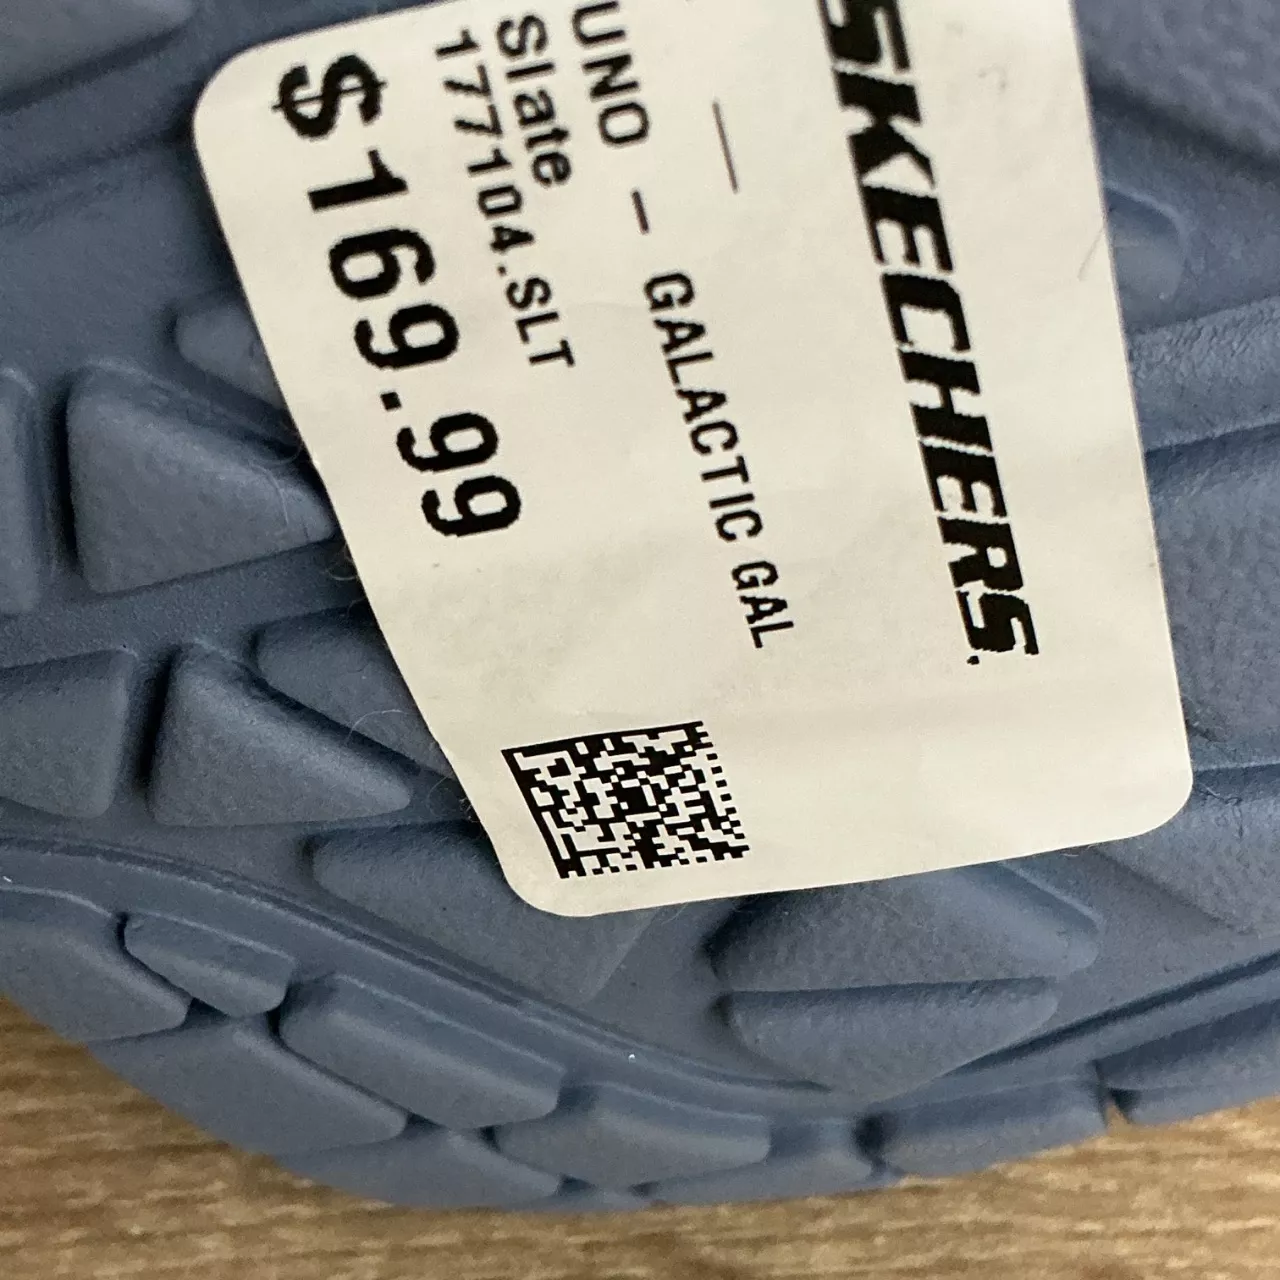 SKECHERS
UNO - GALACTIC GAL
Slate
177104.SLT
$169.99